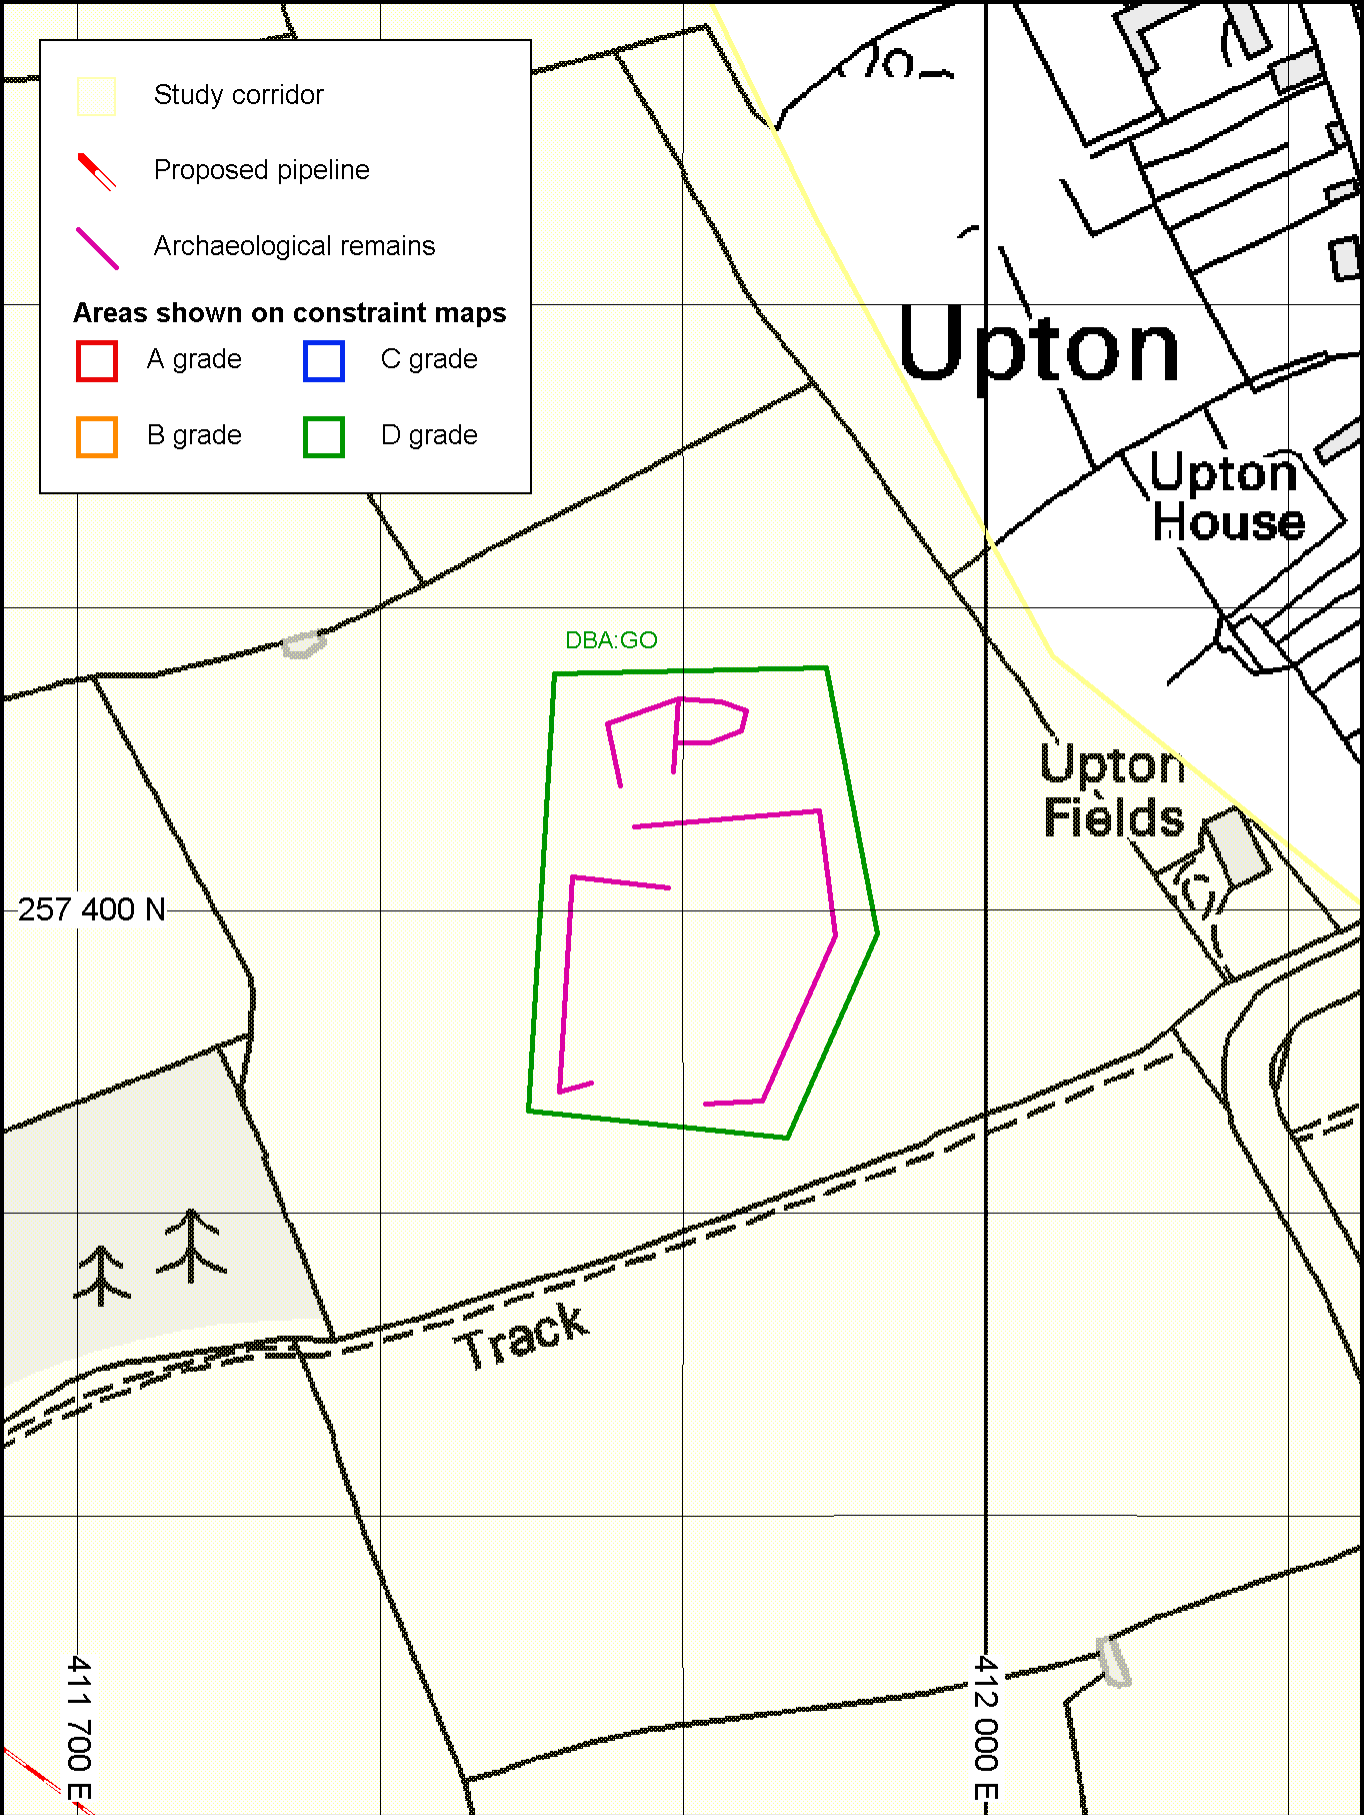 Study corridor
Proposed pipeline
Archaeological remains
Areas shown on constraint maps
A grade
C grade
B grade
D grade
Upton
Upton
House
DBA:GO
Upton
Fields
257 400 N
Track
411 700 E
412 000 E